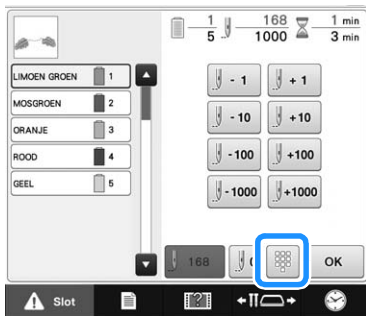 1
5
168
1000
1 min
3 min
LIMOEN GROEN 1
MOSGROEN 2
ORANJE 3
ROOD 4
GEEL 5
- 1
+ 1
- 10
+10
-100
+100
-1000
+1000
168
OK
Slot
?